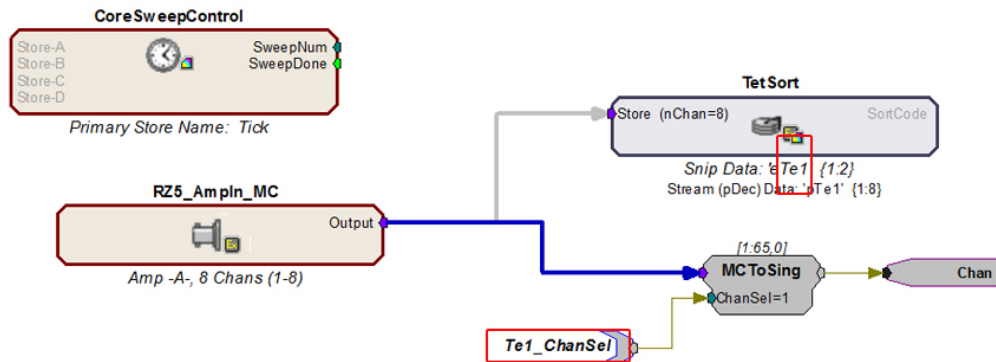 CoreSweepControl
Store-A
Store-B
Store-C
Store-D
SweepNum
SweepDone
Primary Store Name: Tick
TetSort
Store (nChan=8)
SortCode
Snip Data: 'eTe1 {1:2}
Stream (pDec) Data: 'pTe1' {1:8}
RZ5_AmpIn_MC
Output
Amp -A-, 8 Chans (1-8)
[1:65,0]
MCToSing
ChanSel=1
Chan
Te1_ChanSel